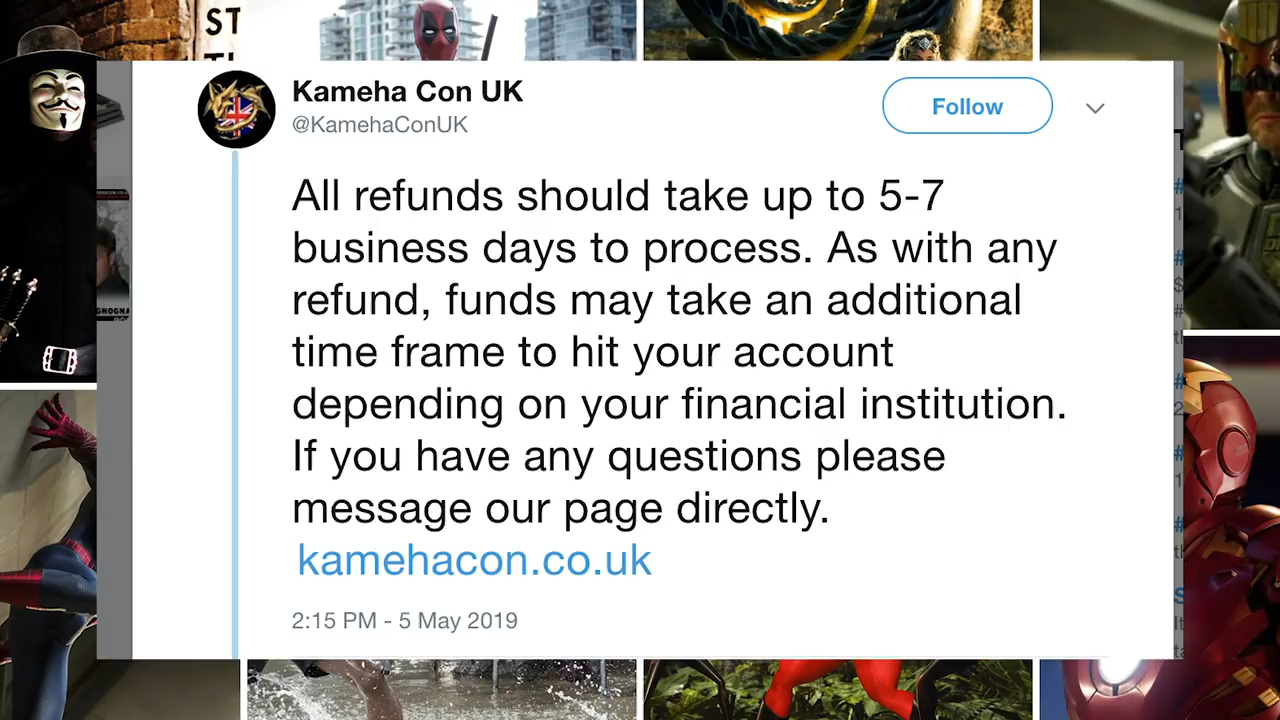 ST
Kameha Con UK
@KamehaConUK
Follow
All refunds should take up to 5-7
business days to process. As with any
refund, funds may take an additional
time frame to hit your account
depending on your financial institution.
If you have any questions please
message our page directly.
kamehacon.co.uk
2:15 PM - 5 May 2019